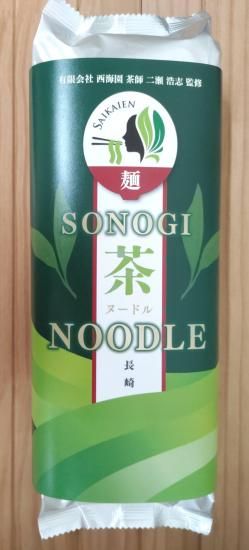 有限会社 西海園 茶師 二瀬 浩志 監修
SAIKAIEN
麺
SONOGI
茶
ヌードル
NOODLE
長崎